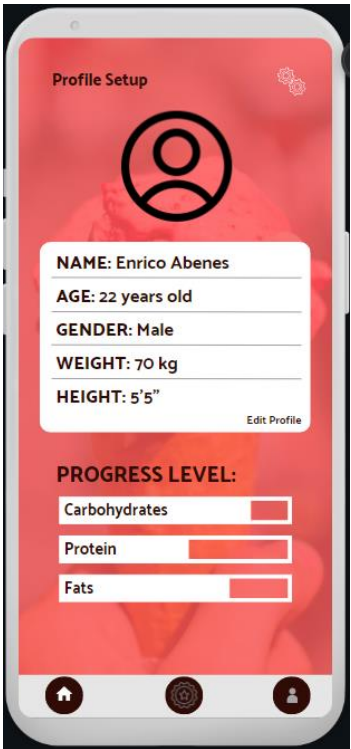 Profile Setup
NAME: Enrico Abenes
AGE: 22 years old
GENDER: Male
WEIGHT: 70 kg
HEIGHT: 5'5”
Edit Profile
PROGRESS LEVEL:
Carbohydrates
Protein
Fats